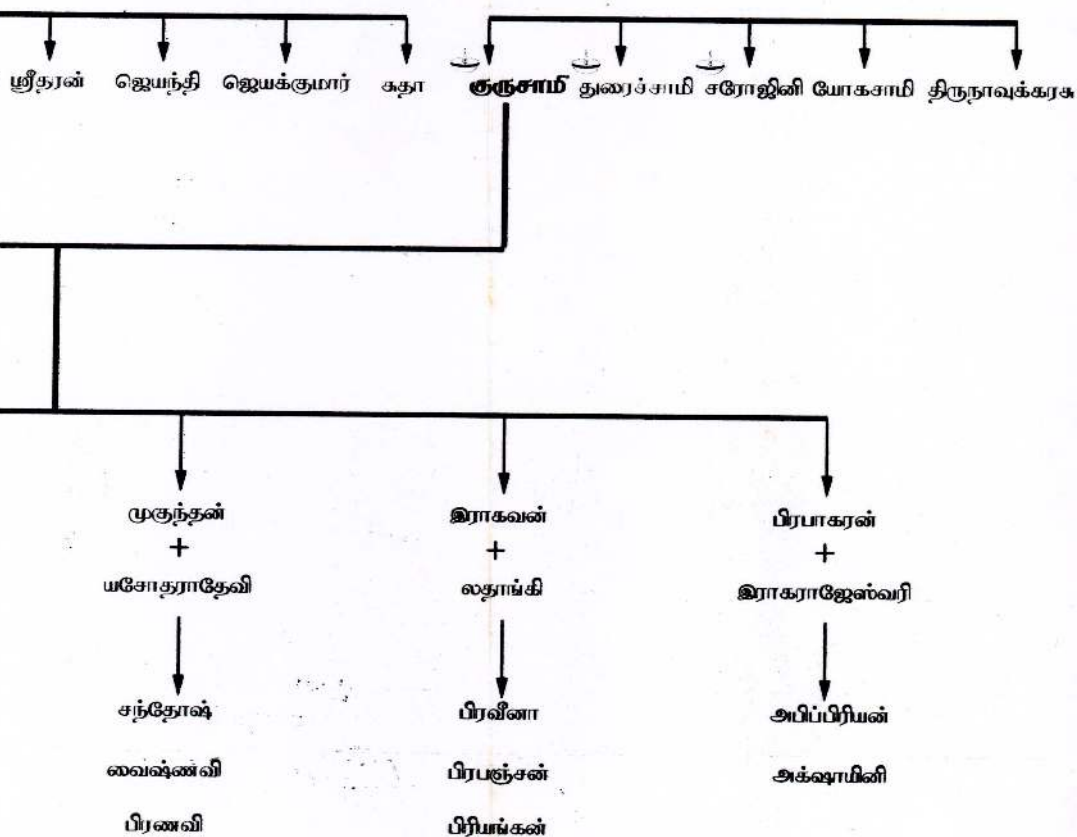 ஸ்ரீதரன் ஜெயந்தி ஜெயக்குமார் சுதா குருசாமி துரைச்சாமி சரோஜினி யோகசாமி திருநாவுக்கரசு
முகுந்தன் இராகவன் பிரபாகரன்
+ + +
யசோதராதேவி லதாங்கி இராகராஜேஸ்வரி
சந்தோஷ் பிரவீனா அபிப்பிரியன்
வைஷ்ணவி பிரபஞ்சன் அக்ஷாமினி
பிரணவி பிரியங்கன்